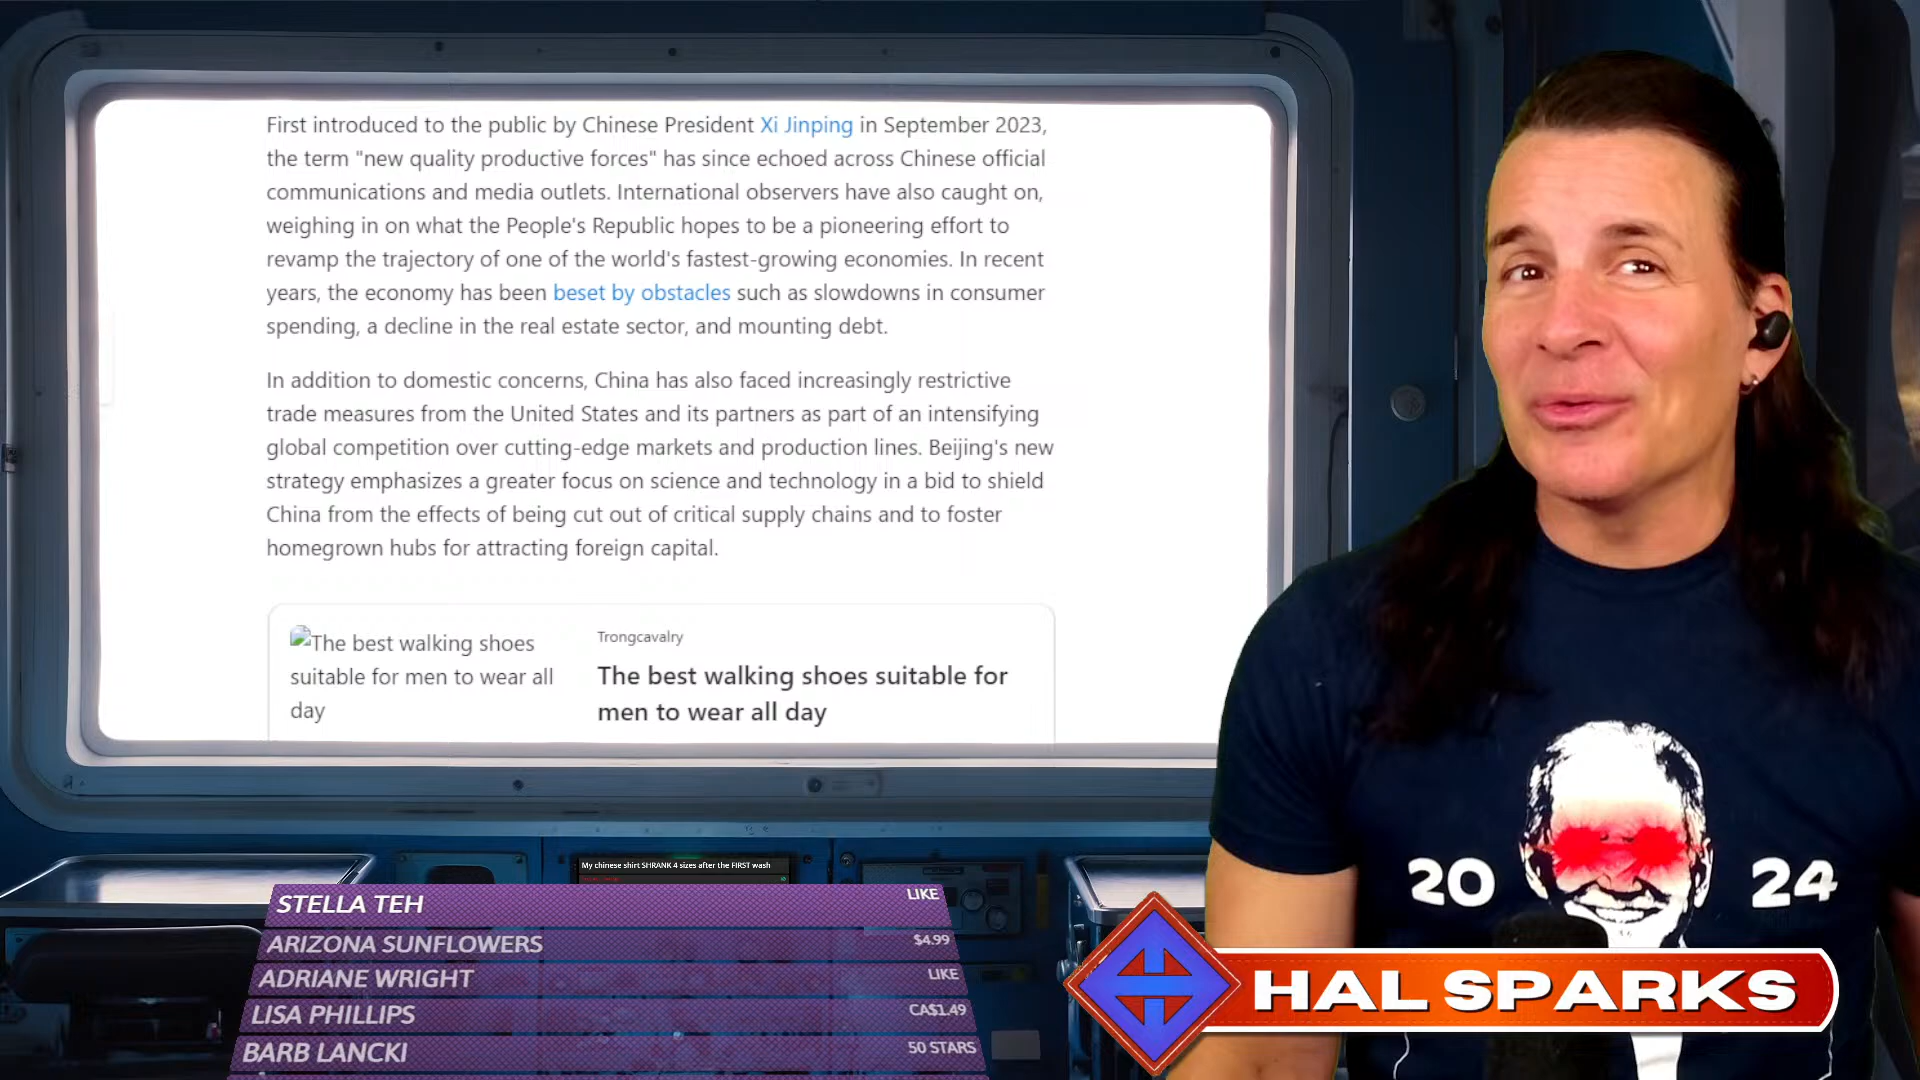 First introduced to the public by Chinese President Xi Jinping in September 2023,
the term "new quality productive forces" has since echoed across Chinese official
communications and media outlets. International observers have also caught on,
weighing in on what the People's Republic hopes to be a pioneering effort to
revamp the trajectory of one of the world's fastest-growing economies. In recent
years, the economy has been beset by obstacles such as slowdowns in consumer
spending, a decline in the real estate sector, and mounting debt.
In addition to domestic concerns, China has also faced increasingly restrictive
trade measures from the United States and its partners as part of an intensifying
global competition over cutting-edge markets and production lines. Beijing's new
strategy emphasizes a greater focus on science and technology in a bid to shield
China from the effects of being cut out of critical supply chains and to foster
homegrown hubs for attracting foreign capital.
The best walking shoes
suitable for men to wear all
day
Trongcavalry
The best walking shoes suitable for
men to wear all day
My chinese shirt SHRANK 4 sizes after the FIRST wash
STELLA TEH LIKE
ARIZONA SUNFLOWERS $4.99
ADRIANE WRIGHT LIKE
LISA PHILLIPS CA$1.49
BARB LANCKI 50 STARS
20 24
HAL SPARKS